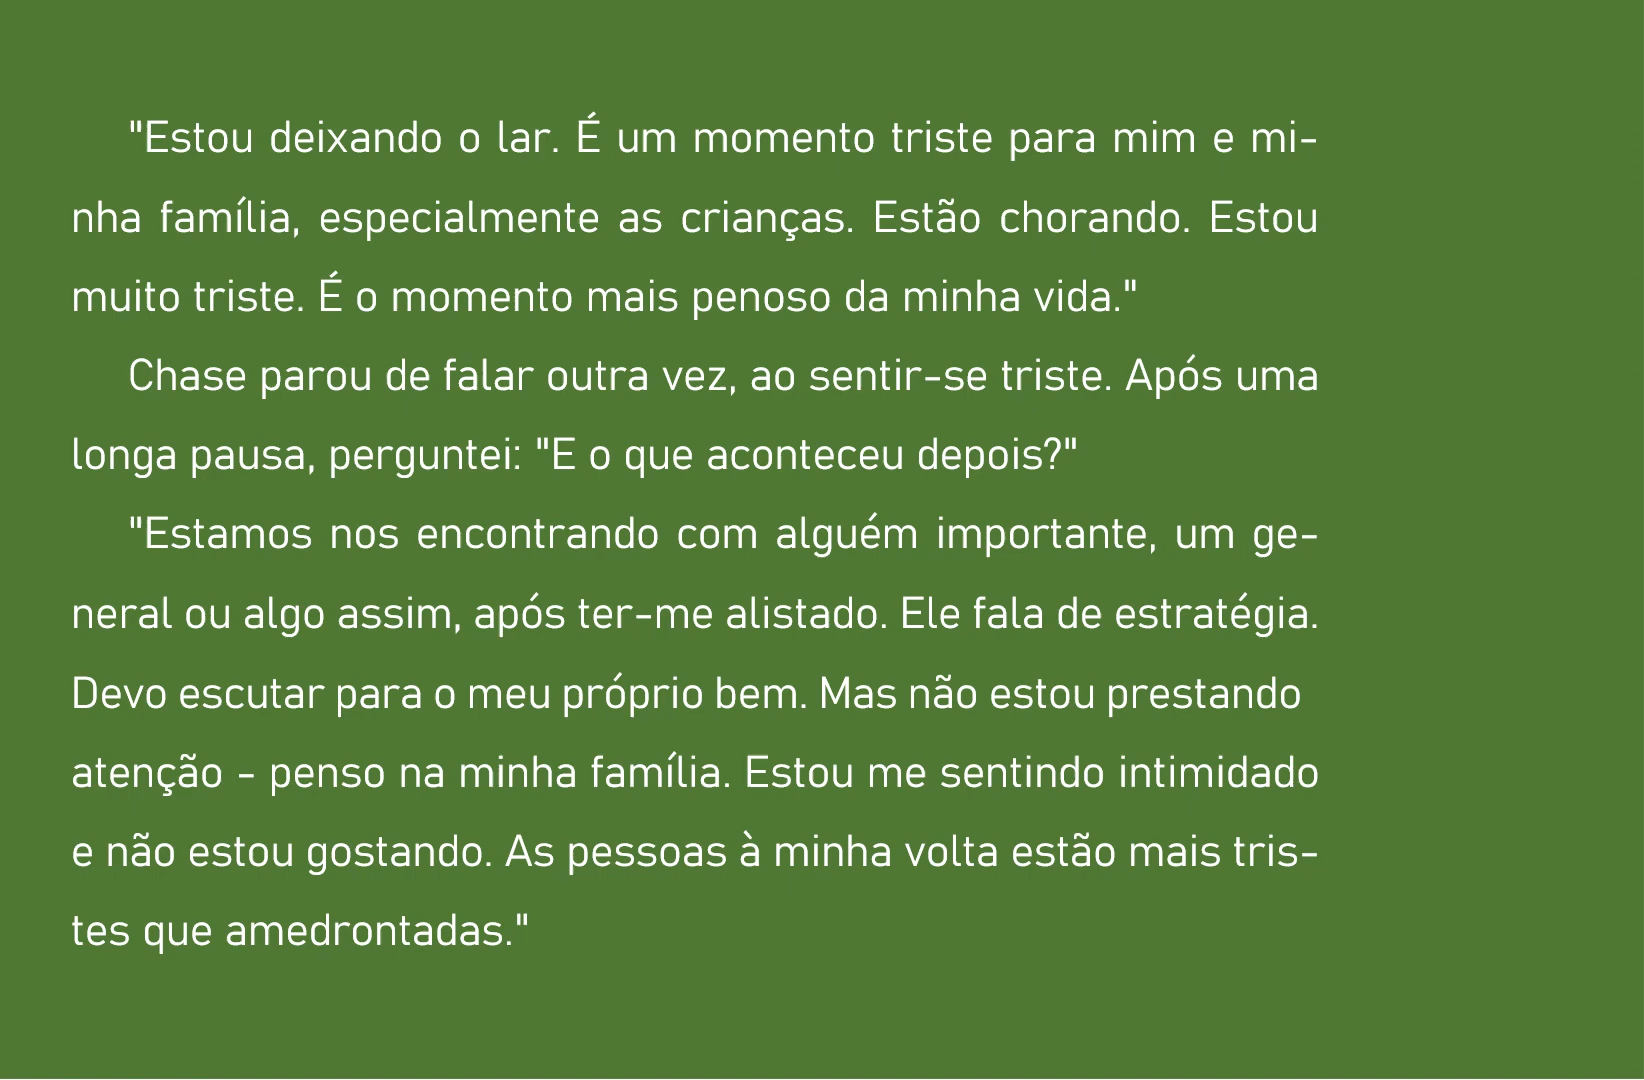 "Estou deixando o lar. É um momento triste para mim e mi-
nha família, especialmente as crianças. Estão chorando. Estou
muito triste. É o momento mais penoso da minha vida."
Chase parou de falar outra vez, ao sentir-se triste. Após uma
longa pausa, perguntei: "E o que aconteceu depois?"
"Estamos nos encontrando com alguém importante, um ge-
neral ou algo assim, após ter-me alistado. Ele fala de estratégia.
Devo escutar para o meu próprio bem. Mas não estou prestando
atenção - penso na minha família. Estou me sentindo intimidado
e não estou gostando. As pessoas à minha volta estão mais tris-
tes que amedrontadas."